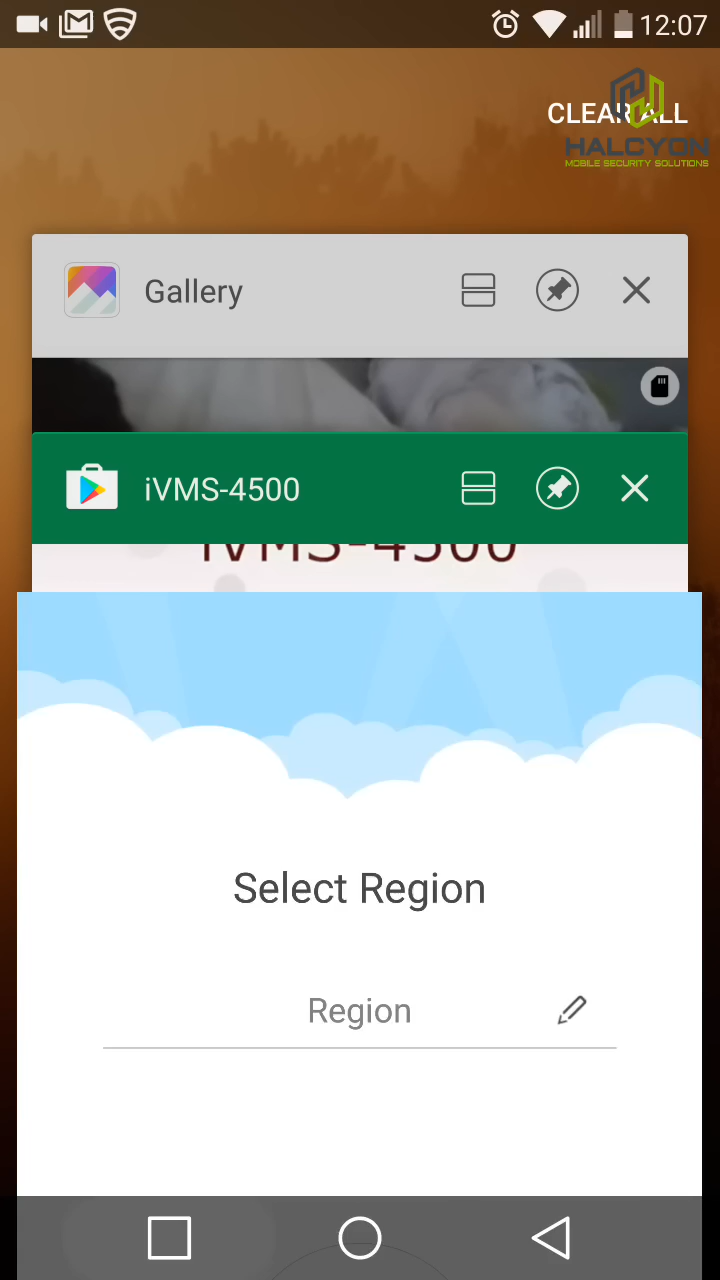 12:07
CLEAR ALL
HALCYON
MOBILE SECURITY SOLUTIONS
Gallery
iVMS-4500
iVMS-4500
Select Region
Region